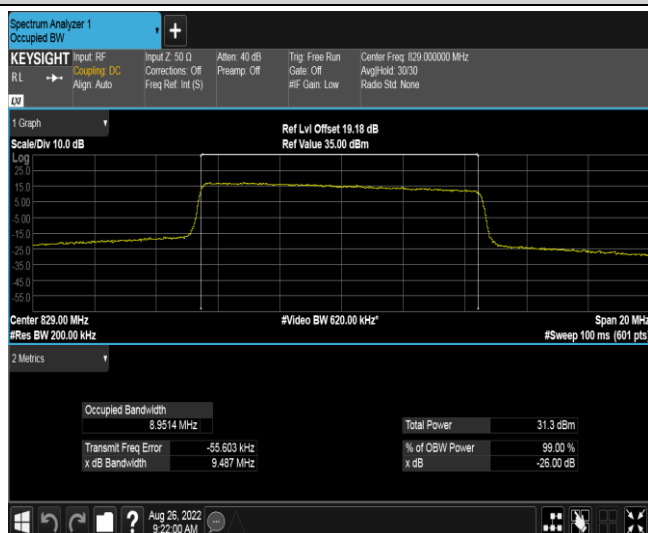 Spectrum Analyzer 1
Occupied BW
+
KEYSIGHT
RL
LXI
Input: RF
Coupling: DC
Align: Auto
Input Z: 50 Ω
Corrections: Off
Freq Ref: Int (S)
Atten: 40 dB
Preamp: Off
Trig: Free Run
Gate: Off
#IF Gain: Low
Center Freq: 829.000000 MHz
Avg|Hold: 30/30
Radio Std: None
1 Graph
Scale/Div 10.0 dB
Ref Lvl Offset 19.18 dB
Ref Value 35.00 dBm
Log
25.0
15.0
5.00
-5.00
-15.0
-25.0
-35.0
-45.0
-55.0
Center 829.00 MHz
#Res BW 200.00 kHz
#Video BW 620.00 kHz*
Span 20 MHz
#Sweep 100 ms (601 pts)
2 Metrics
Occupied Bandwidth
8.9514 MHz
Transmit Freq Error -55.603 kHz
x dB Bandwidth 9.487 MHz
Total Power 31.3 dBm
% of OBW Power 99.00 %
x dB -26.00 dB
?
Aug 26, 2022
9:22:00 AM